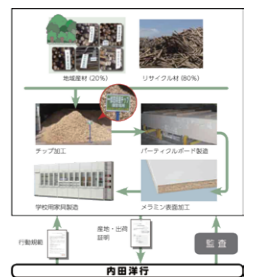 地域産材（20%）
リサイクル材（80%）
チップ加工
パーティクルボード製造
学校用家具製造
メラミン表面加工
行動規範
産地・出荷
証明
監 査
内田洋行